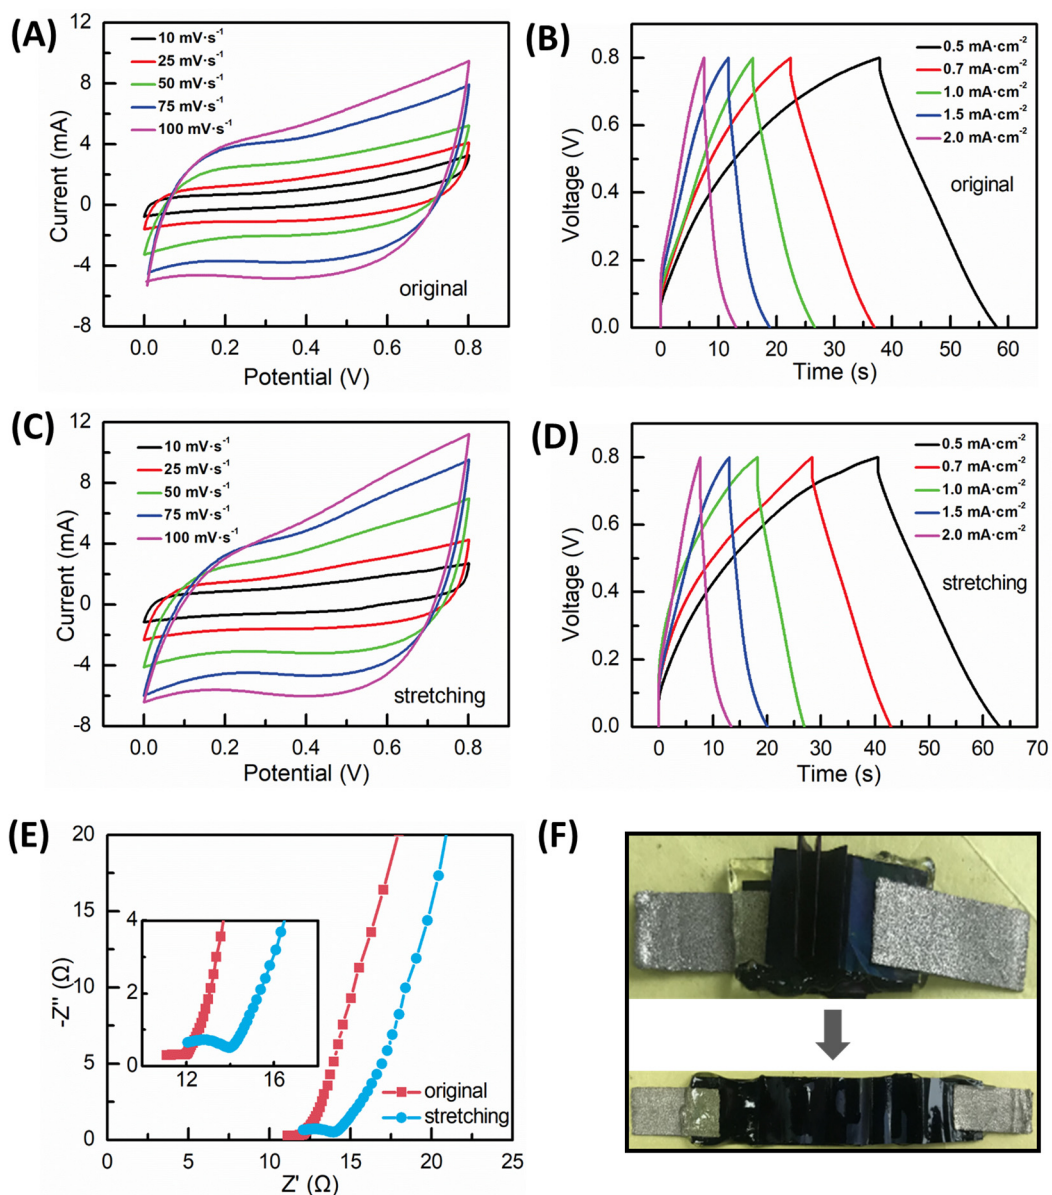 (A)
12
8
4
0
-4
-8
Current (mA)
10 mV·s⁻¹
25 mV·s⁻¹
50 mV·s⁻¹
75 mV·s⁻¹
100 mV·s⁻¹
original
0.0 0.2 0.4 0.6 0.8
Potential (V)
(B)
0.8
0.6
0.4
0.2
0.0
Voltage (V)
0.5 mA·cm⁻²
0.7 mA·cm⁻²
1.0 mA·cm⁻²
1.5 mA·cm⁻²
2.0 mA·cm⁻²
original
0 10 20 30 40 50 60
Time (s)
(C)
12
8
4
0
-4
-8
Current (mA)
10 mV·s⁻¹
25 mV·s⁻¹
50 mV·s⁻¹
75 mV·s⁻¹
100 mV·s⁻¹
stretching
0.0 0.2 0.4 0.6 0.8
Potential (V)
(D)
0.8
0.6
0.4
0.2
0.0
Voltage (V)
0.5 mA·cm⁻²
0.7 mA·cm⁻²
1.0 mA·cm⁻²
1.5 mA·cm⁻²
2.0 mA·cm⁻²
stretching
0 10 20 30 40 50 60 70
Time (s)
(E)
20
15
10
5
0
-Z'' (Ω)
4
2
0
12 16
original
stretching
0 5 10 15 20 25
Z' (Ω)
(F)